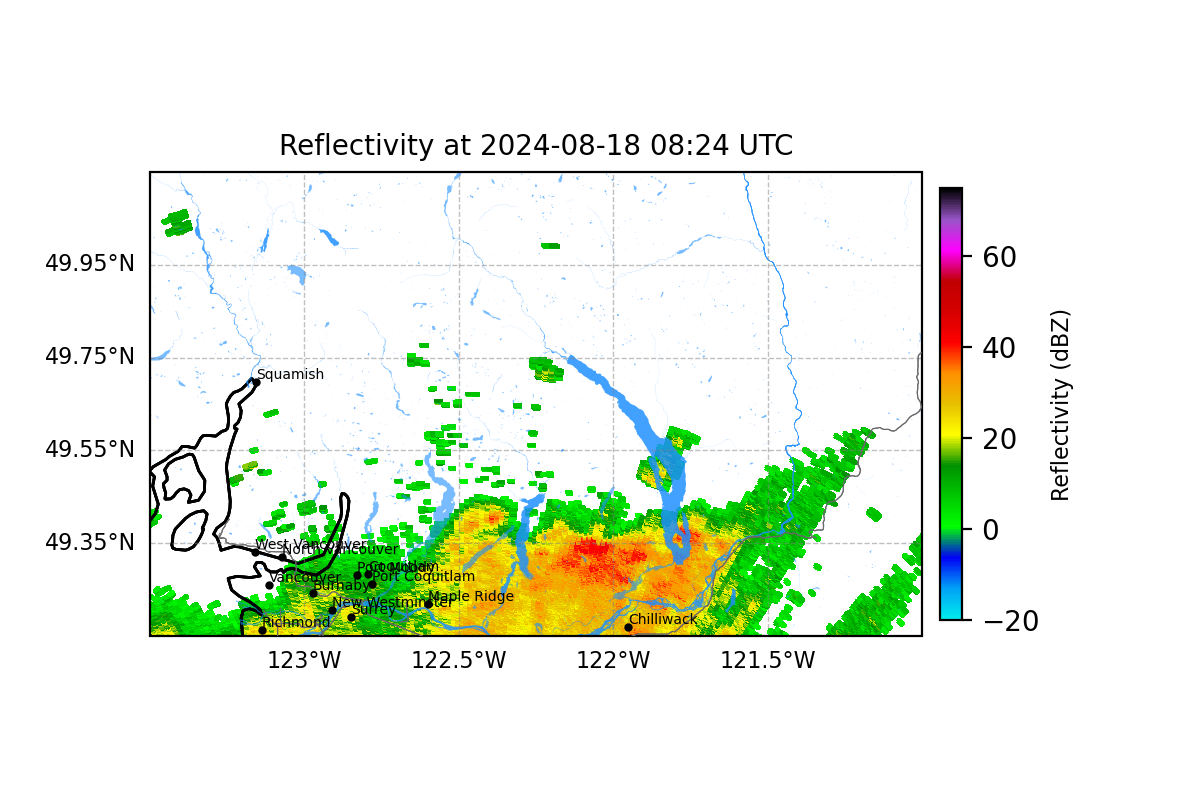 Reflectivity at 2024-08-18 08:24 UTC
49.95°N
49.75°N
49.55°N
49.35°N
Squamish
West Vancouver
North Vancouver
Port Moody
Coquitlam
Port Coquitlam
Vancouver
Burnaby
New Westminster
Maple Ridge
Surrey
Richmond
Chilliwack
123°W
122.5°W
122°W
121.5°W
60
40
20
0
−20
Reflectivity (dBZ)